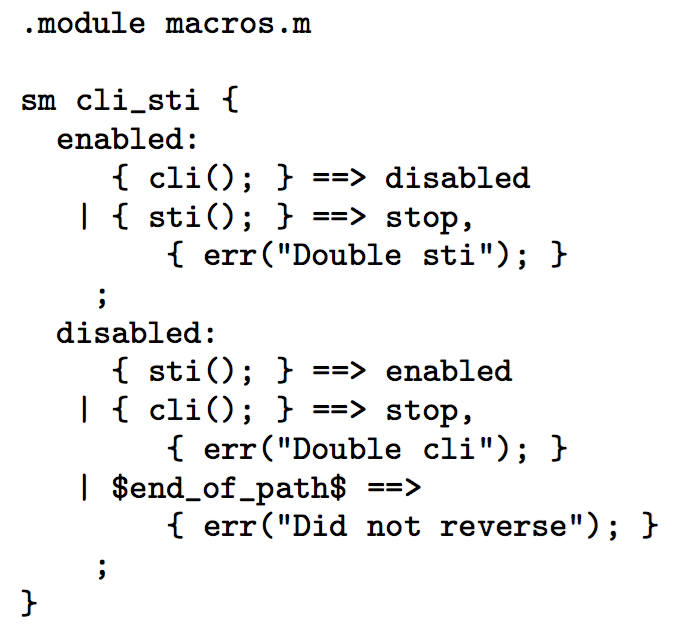 .module macros.m

sm cli_sti {
  enabled:
     { cli(); } ==> disabled
   | { sti(); } ==> stop,
        { err("Double sti"); }
    ;
  disabled:
     { sti(); } ==> enabled
   | { cli(); } ==> stop,
        { err("Double cli"); }
   | $end_of_path$ ==>
        { err("Did not reverse"); }
    ;
}